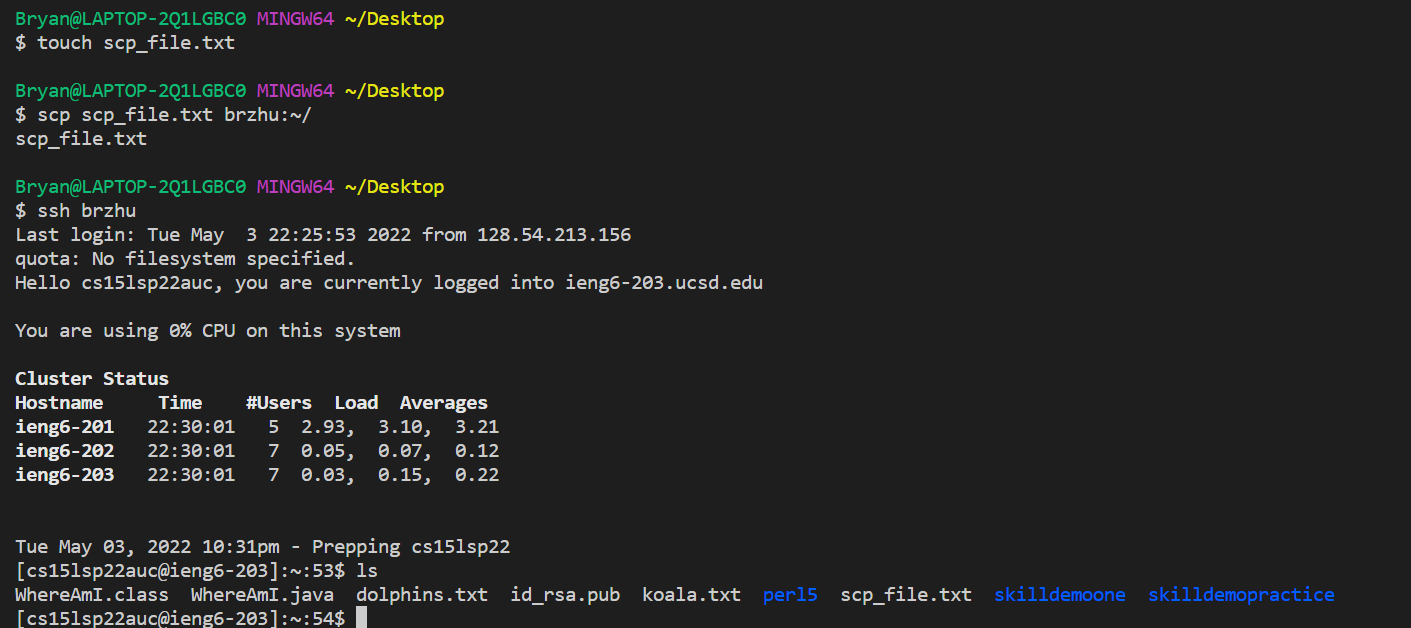 Bryan@LAPTOP-2Q1LGBC0 MINGW64 ~/Desktop
$ touch scp_file.txt
Bryan@LAPTOP-2Q1LGBC0 MINGW64 ~/Desktop
$ scp scp_file.txt brzhu:~/
scp_file.txt
Bryan@LAPTOP-2Q1LGBC0 MINGW64 ~/Desktop
$ ssh brzhu
Last login: Tue May  3 22:25:53 2022 from 128.54.213.156
quota: No filesystem specified.
Hello cs15lsp22auc, you are currently logged into ieng6-203.ucsd.edu
You are using 0% CPU on this system
Cluster Status
Hostname     Time    #Users  Load  Averages
ieng6-201   22:30:01   5  2.93,  3.10,  3.21
ieng6-202   22:30:01   7  0.05,  0.07,  0.12
ieng6-203   22:30:01   7  0.03,  0.15,  0.22
Tue May 03, 2022 10:31pm - Prepping cs15lsp22
[cs15lsp22auc@ieng6-203]:~:53$ ls
WhereAmI.class  WhereAmI.java  dolphins.txt  id_rsa.pub  koala.txt  perl5  scp_file.txt  skilldemoone  skilldemopractice
[cs15lsp22auc@ieng6-203]:~:54$